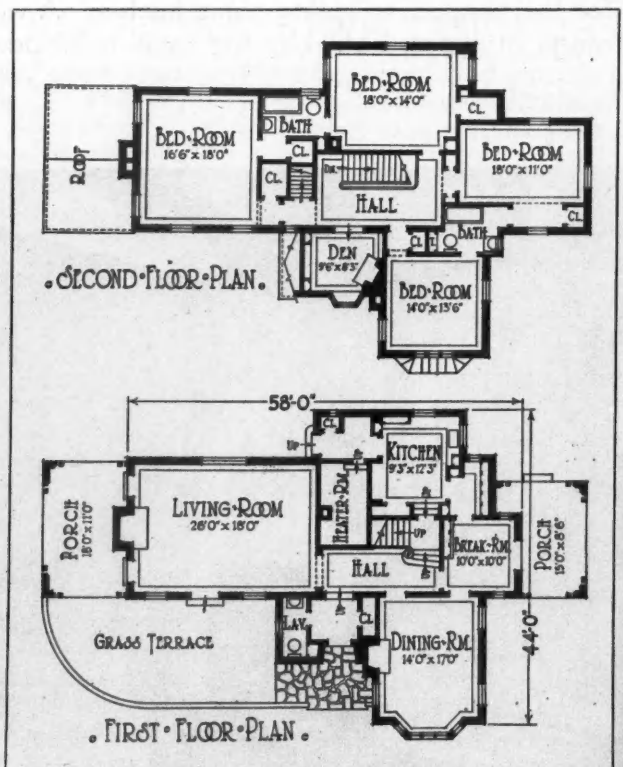 BED-ROOM
18'0" x 14'0"
CL.
BED-ROOM
16'6" x 18'0"
BATH
CL.
BED-ROOM
18'0" x 11'0"
ROOF
CL.
DN.
HALL
CL.
BATH
CL.
DEN
9'6" x 8'3"
BED-ROOM
14'0" x 13'6"
•SECOND•FLOOR•PLAN•
58'-0"
CL.
UP
KITCHEN
9'3" x 12'3"
LIVING-ROOM
26'0" x 18'0"
HEATER-RM.
PORCH
18'0" x 11'0"
UP
BREAK-RM.
10'0" x 10'0"
PORCH
15'0" x 8'6"
HALL
LAV.
CL.
44'-0"
GRASS TERRACE
DINING-RM.
14'0" x 17'0"
•FIRST•FLOOR•PLAN•